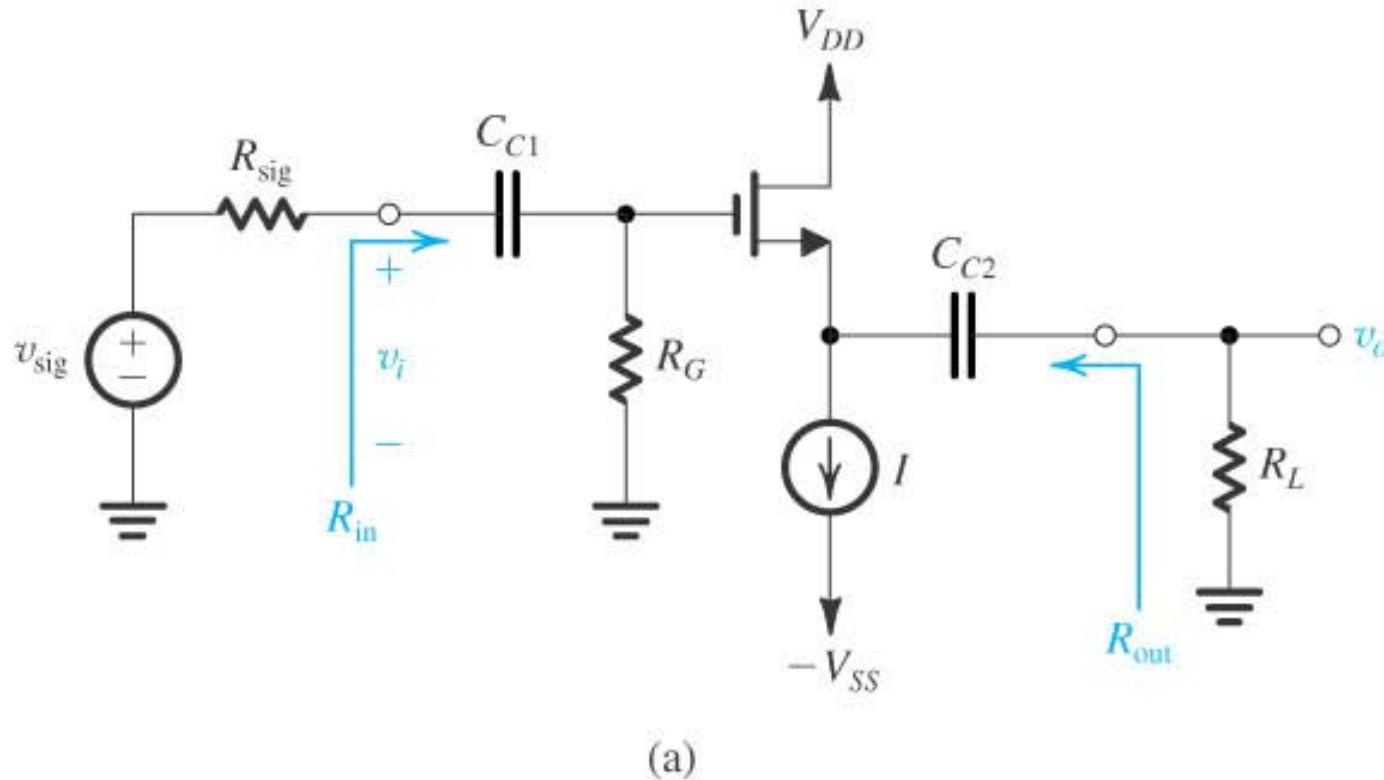 V_DD
C_C1
R_sig
+
C_C2
v_sig
+
−
v_i
R_G
−
I
R_L
R_in
R_out
−V_SS
(a)